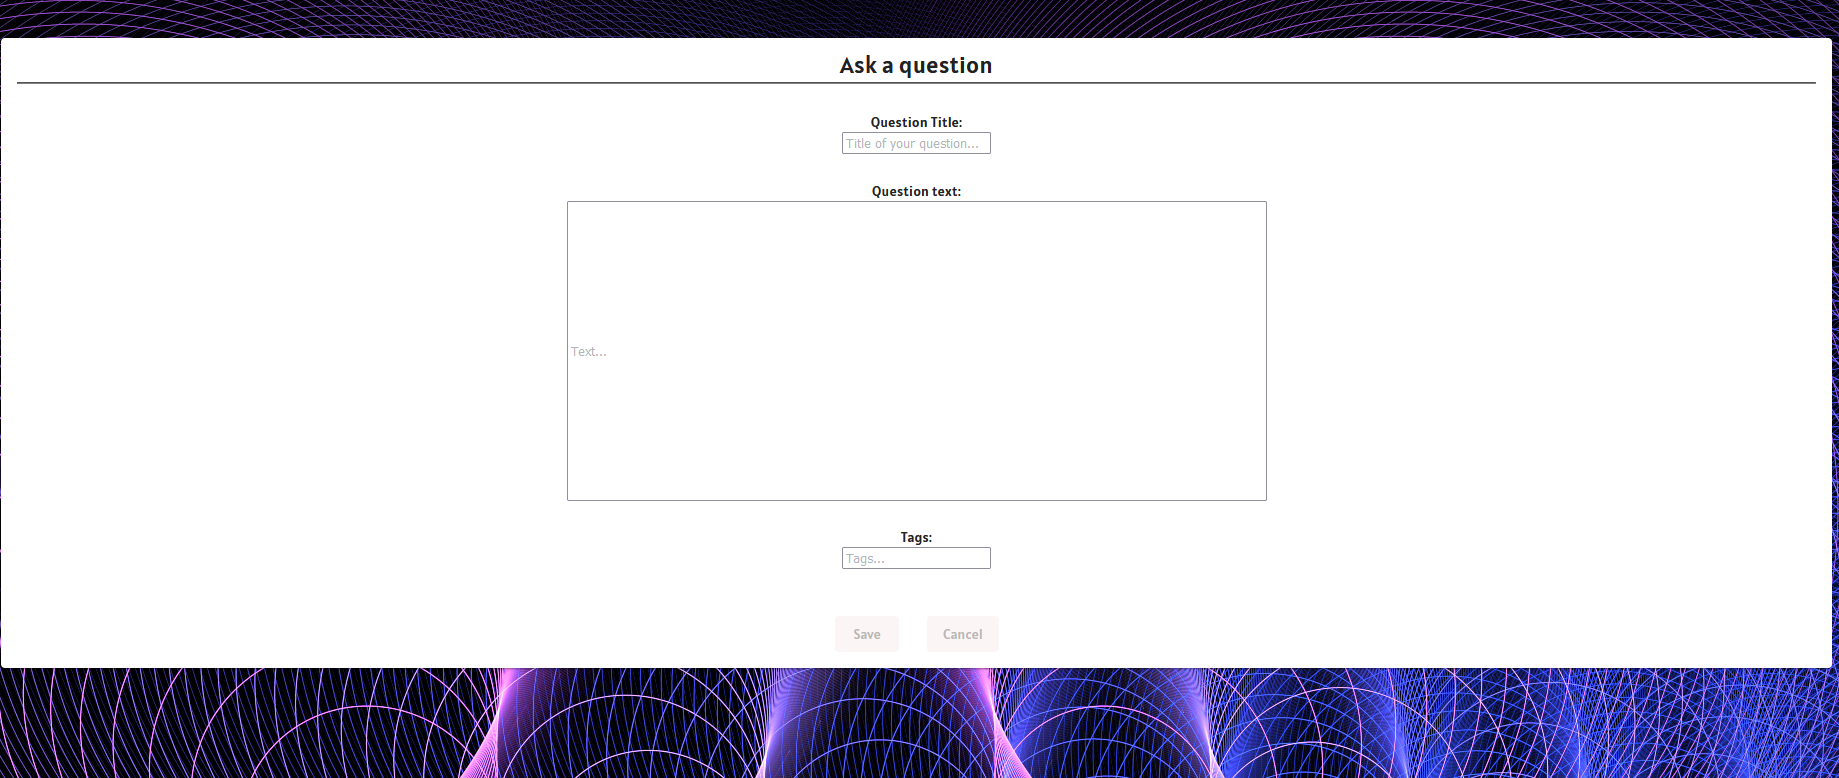 Ask a question
Question Title:
Title of your question...
Question text:
Text...
Tags:
Tags...
Save Cancel